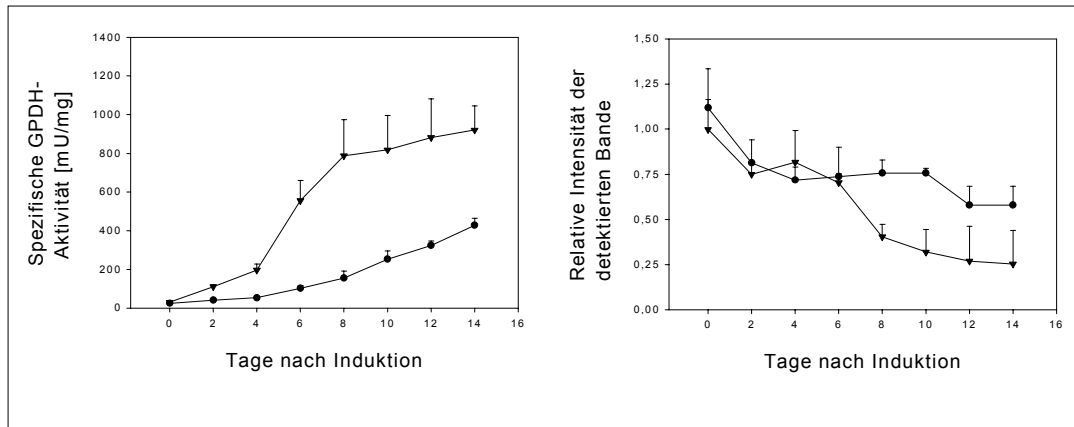 Spezifische GPDH-
Aktivität [mU/mg]
1400
1200
1000
800
600
400
200
0
0 2 4 6 8 10 12 14 16
Tage nach Induktion
Relative Intensität der
detektierten Bande
1,50
1,25
1,00
0,75
0,50
0,25
0,00
0 2 4 6 8 10 12 14 16
Tage nach Induktion